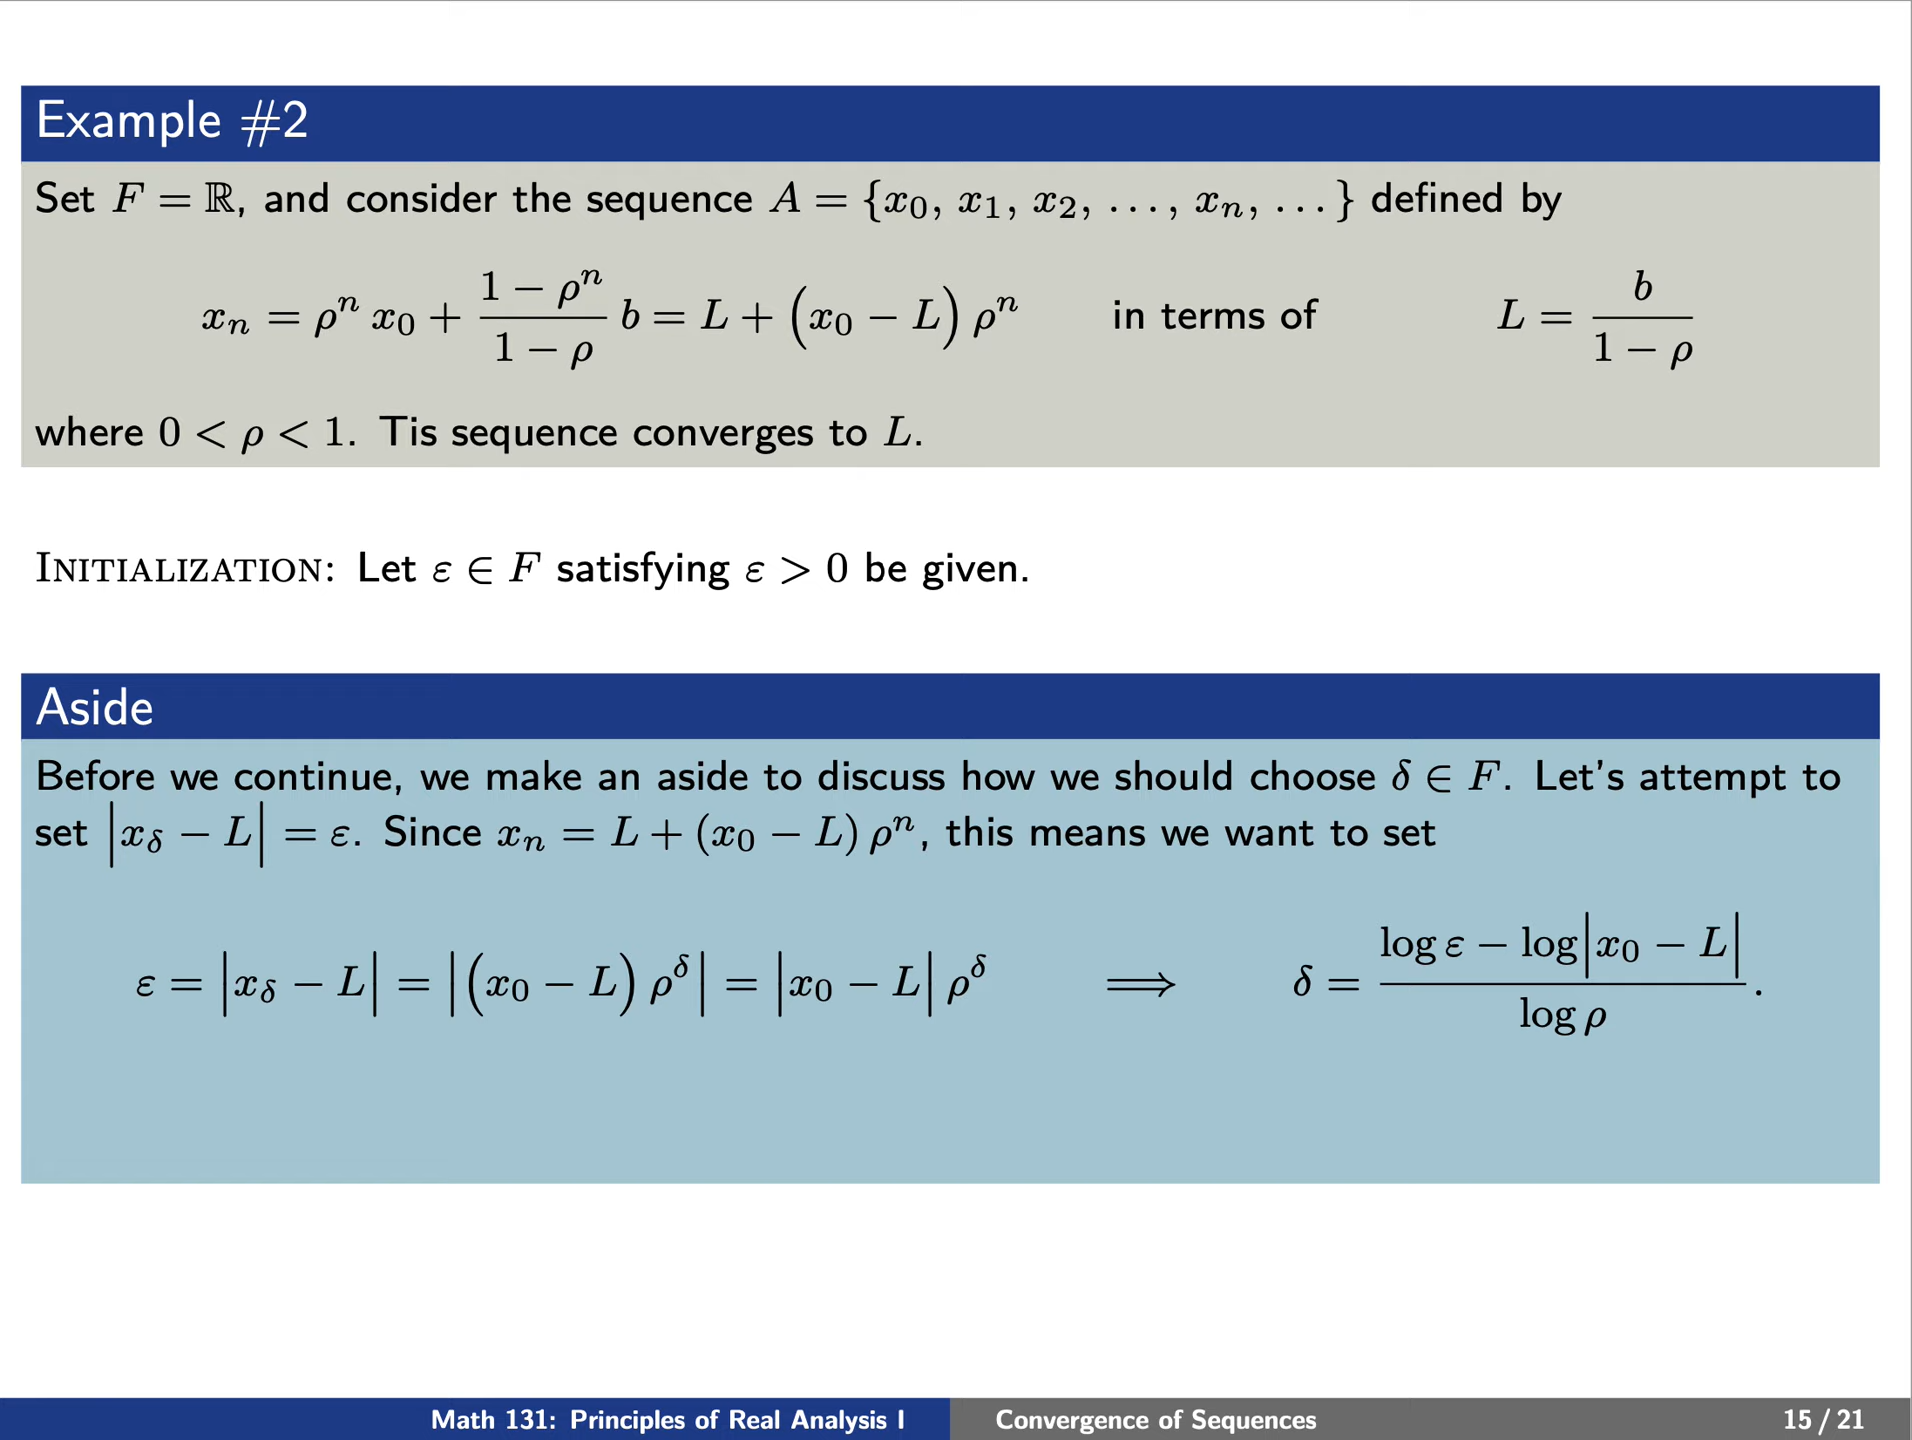 Example #2
Set F = ℝ, and consider the sequence A = {x₀, x₁, x₂, ..., xₙ, ...} defined by
xₙ = ρⁿ x₀ + \frac{1 − ρⁿ}{1 − ρ} b = L + (x₀ − L) ρⁿ in terms of L = \frac{b}{1 − ρ}
where 0 < ρ < 1. Tis sequence converges to L.
INITIALIZATION: Let ε ∈ F satisfying ε > 0 be given.
Aside
Before we continue, we make an aside to discuss how we should choose δ ∈ F. Let's attempt to
set |x_δ − L| = ε. Since xₙ = L + (x₀ − L) ρⁿ, this means we want to set
ε = |x_δ − L| = |(x₀ − L) ρ^δ| = |x₀ − L| ρ^δ ⟹ δ = \frac{log ε − log|x₀ − L|}{log ρ}.
Math 131: Principles of Real Analysis I Convergence of Sequences 15 / 21